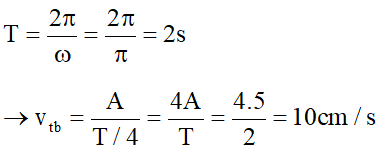 T = 2π/ω = 2π/π = 2s
→ v_tb = A/(T / 4) = 4A/T = 4.5/2 = 10cm / s